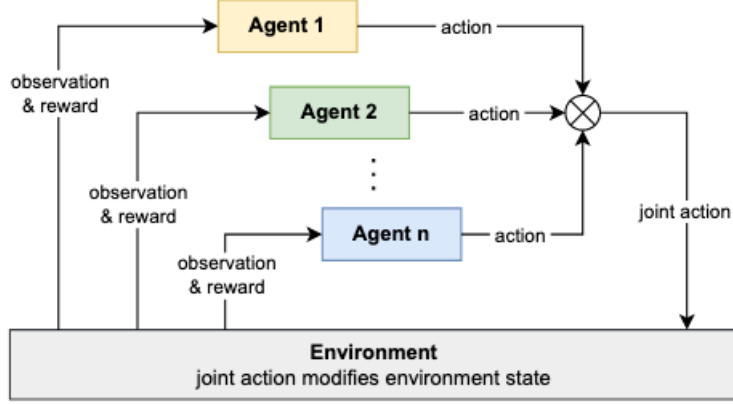 Agent 1
action
observation
& reward
Agent 2
action
observation
& reward
Agent n
action
joint action
observation
& reward
Environment
joint action modifies environment state